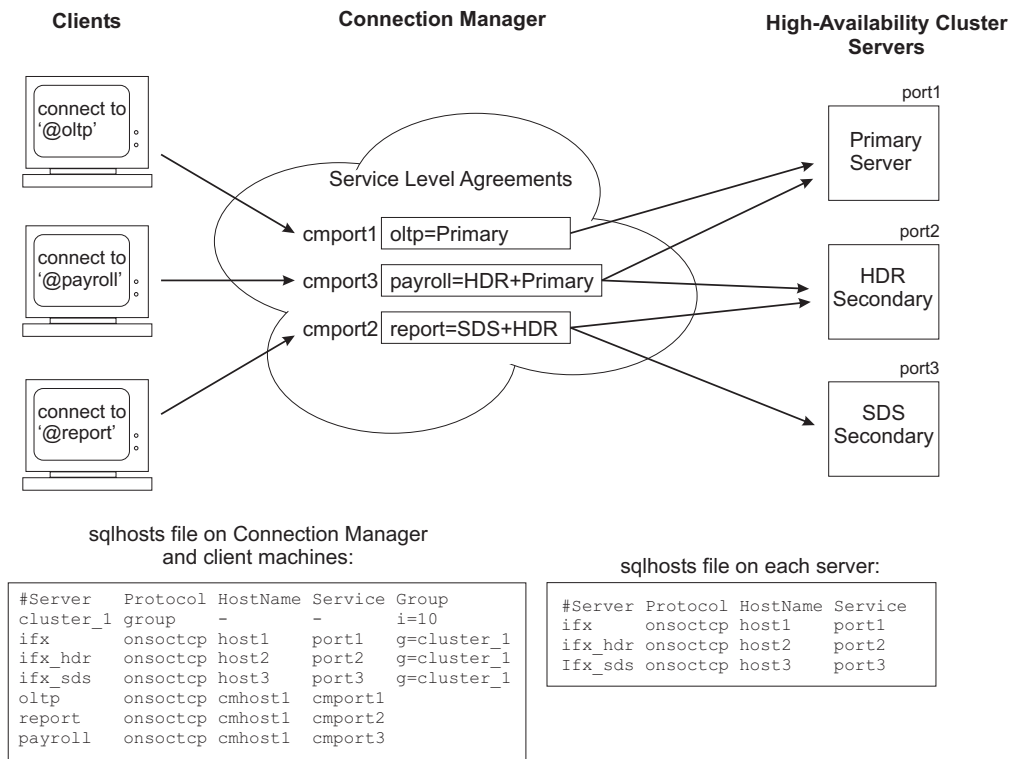 Clients
Connection Manager
High-Availability Cluster
Servers
connect to
‘@oltp’
connect to
‘@payroll’
connect to
‘@report’
Service Level Agreements
cmport1 oltp=Primary
cmport3 payroll=HDR+Primary
cmport2 report=SDS+HDR
port1
Primary
Server
port2
HDR
Secondary
port3
SDS
Secondary
sqlhosts file on Connection Manager
and client machines:
#Server Protocol HostName Service Group
cluster_1 group - - i=10
ifx onsoctcp host1 port1 g=cluster_1
ifx_hdr onsoctcp host2 port2 g=cluster_1
ifx_sds onsoctcp host3 port3 g=cluster_1
oltp onsoctcp cmhost1 cmport1
report onsoctcp cmhost1 cmport2
payroll onsoctcp cmhost1 cmport3
sqlhosts file on each server:
#Server Protocol HostName Service
ifx onsoctcp host1 port1
ifx_hdr onsoctcp host2 port2
Ifx_sds onsoctcp host3 port3